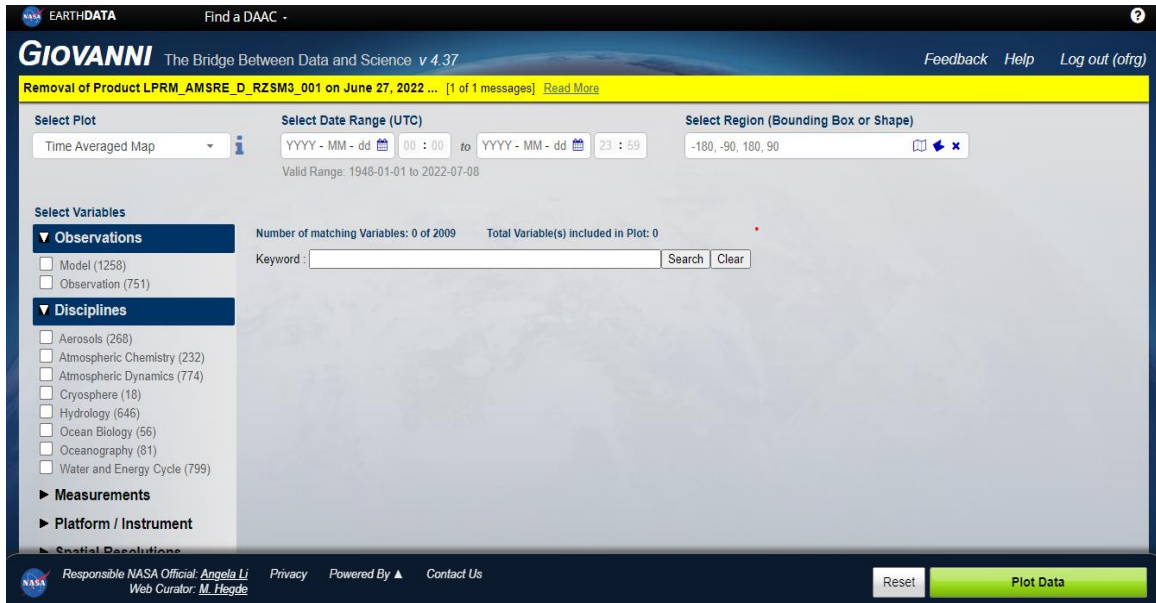 NASA EARTHDATA Find a DAAC -
?
GIOVANNI The Bridge Between Data and Science v 4.37
Feedback Help Log out (ofrg)
Removal of Product LPRM_AMSRE_D_RZSM3_001 on June 27, 2022 ... [1 of 1 messages] Read More
Select Plot
Time Averaged Map
i
Select Date Range (UTC)
YYYY - MM - dd 00 : 00 to YYYY - MM - dd 23 : 59
Valid Range: 1948-01-01 to 2022-07-08
Select Region (Bounding Box or Shape)
-180, -90, 180, 90
Select Variables
Observations
Model (1258)
Observation (751)
Disciplines
Aerosols (268)
Atmospheric Chemistry (232)
Atmospheric Dynamics (774)
Cryosphere (18)
Hydrology (646)
Ocean Biology (56)
Oceanography (81)
Water and Energy Cycle (799)
Measurements
Platform / Instrument
Spatial Resolutions
Number of matching Variables: 0 of 2009 Total Variable(s) included in Plot: 0
Keyword : Search Clear
NASA
Responsible NASA Official: Angela Li
Web Curator: M. Hegde
Privacy Powered By ▲ Contact Us
Reset Plot Data